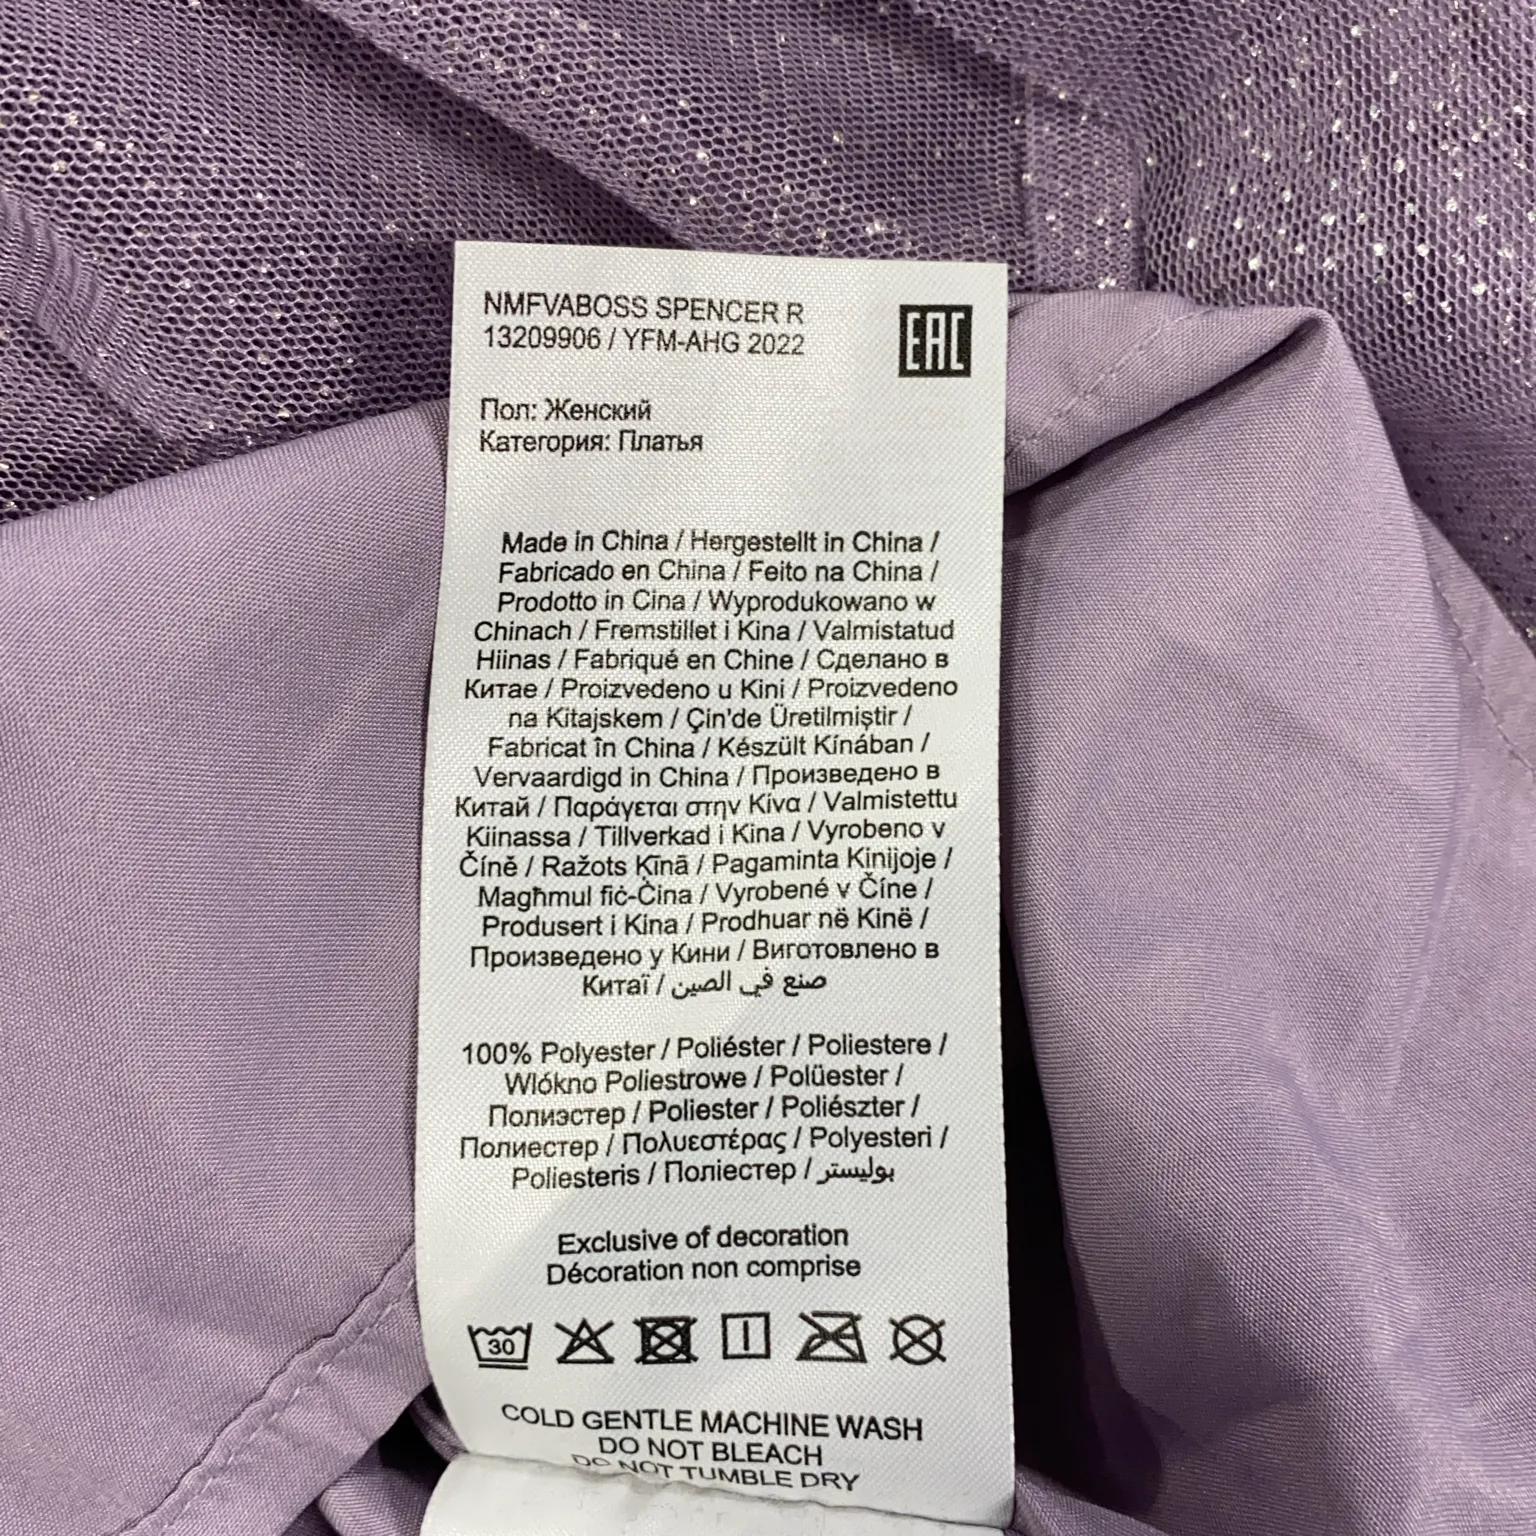 NMFVABOSS SPENCER R
13209906 / YFM-AHG 2022
EAC
Пол: Женский
Категория: Платья
Made in China / Hergestellt in China /
Fabricado en China / Feito na China /
Prodotto in Cina / Wyprodukowano w
Chinach / Fremstillet i Kina / Valmistatud
Hiinas / Fabriqué en Chine / Сделано в
Китае / Proizvedeno u Kini / Proizvedeno
na Kitajskem / Çin'de Üretilmiştir /
Fabricat în China / Készült Kínában /
Vervaardigd in China / Произведено в
Китай / Παράγεται στην Κίνα / Valmistettu
Kiinassa / Tillverkad i Kina / Vyrobeno v
Číně / Ražots Ķīnā / Pagaminta Kinijoje /
Magħmul fiċ-Ċina / Vyrobené v Číne /
Produsert i Kina / Prodhuar në Kinë /
Произведено у Кини / Виготовлено в
Китаї / صنع في الصين
100% Polyester / Poliéster / Poliestere /
Wlókno Poliestrowe / Polüester /
Полиэстер / Poliester / Poliészter /
Полиестер / Πολυεστέρας / Polyesteri /
Poliesteris / Поліестер / بوليستر
Exclusive of decoration
Décoration non comprise
30
COLD GENTLE MACHINE WASH
DO NOT BLEACH
DO NOT TUMBLE DRY